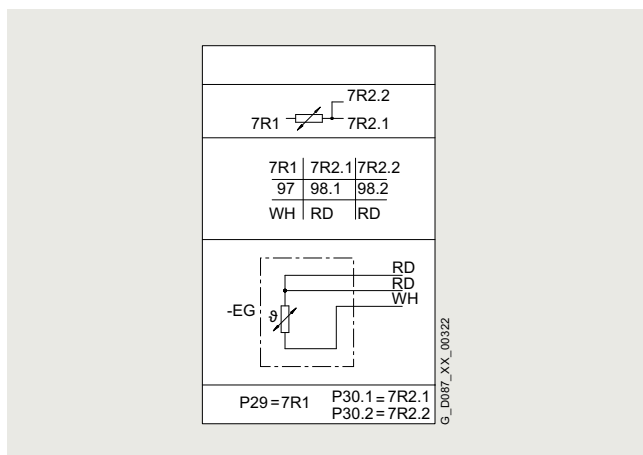 7R2.2
7R1 7R2.1
7R1 7R2.1 7R2.2
97 98.1 98.2
WH RD RD
RD
RD
WH
-EG ϑ
P29=7R1 P30.1=7R2.1
P30.2=7R2.2
G_D087_XX_00322